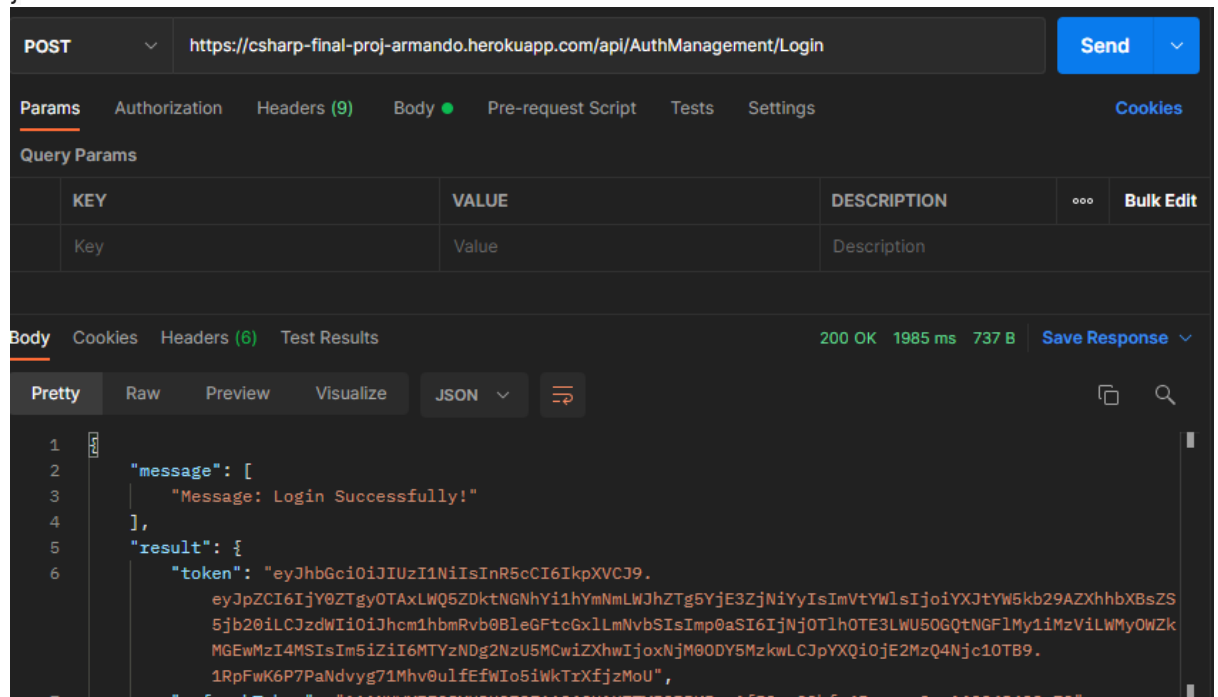 POST https://csharp-final-proj-armando.herokuapp.com/api/AuthManagement/Login Send
Params Authorization Headers (9) Body Pre-request Script Tests Settings Cookies
Query Params
KEY VALUE DESCRIPTION ooo Bulk Edit
Key Value Description
Body Cookies Headers (6) Test Results 200 OK 1985 ms 737 B Save Response
Pretty Raw Preview Visualize JSON
1 {
2 "message": [
3 "Message: Login Successfully!"
4 ],
5 "result": {
6 "token": "eyJhbGciOiJIUzI1NiIsInR5cCI6IkpXVCJ9.
eyJpZCI6IjY0ZTgyOTAxLWQ5ZDktNGNhYi1hYmNmLWJhZTg5YjE3ZjNiYyIsImVtYWlsIjoiYXJtYW5kb29AZXhhbXBsZS
5jb20iLCJzdWIiOiJhcm1hbmRvb0BleGFtcGxlLmNvbSIsImp0aSI6IjNjOTlhOTE3LWU5OGQtNGFlMy1iMzViLWMyOWZk
MGEwMzI4MSIsIm5iZiI6MTYzNDg2NzU5MCwiZXhwIjoxNjM0ODY5MzkwLCJpYXQiOjE2MzQ4Njc1OTB9.
1RpFwK6P7PaNdvyg71Mhv0ulfEfWIo5iWkTrXfjzMoU",